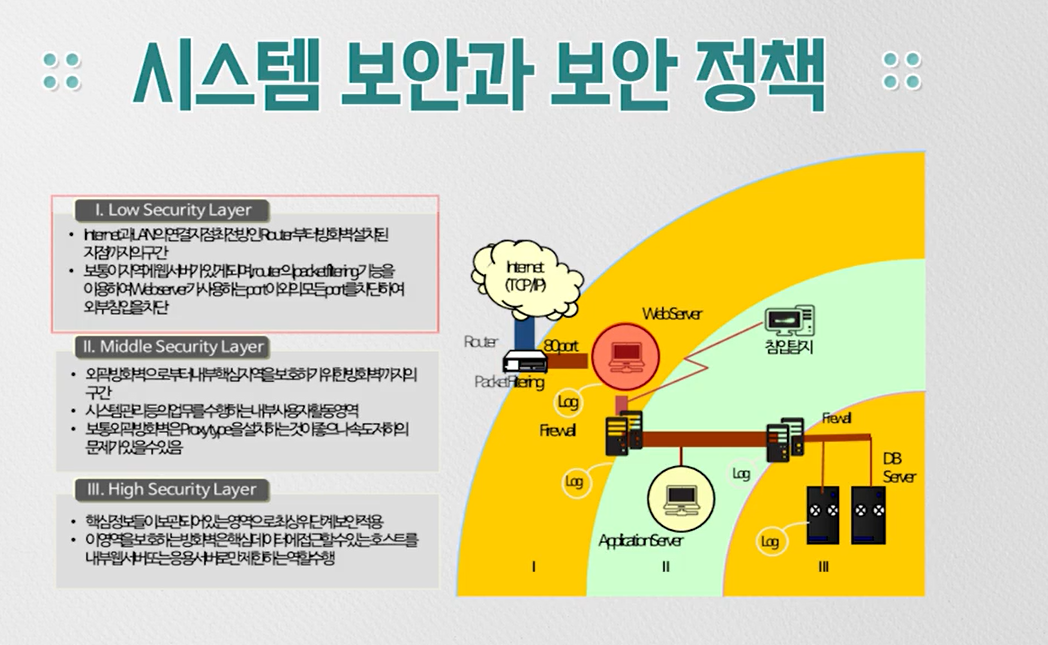 시스템 보안과 보안 정책
I. Low Security Layer
• Internet과 LAN의 연결지점 최전방인 Router부터 방화벽 설치된
지점까지의 구간
• 보통 이 지역에 웹 서버가 있게 되며, router의 packet filtering 기능을
이용하여 Web server가 사용하는 port 이외의 모든 port를 차단하여
외부침입을 차단
II. Middle Security Layer
• 외곽 방화벽으로부터 내부 핵심 지역을 보호하기 위한 방화벽까지의
구간
• 시스템 관리 등의 업무를 수행하는 내부 사용자 활동 영역
• 보통 외곽 방화벽은 Proxy type을 설치하는 것이 좋으나 속도 저하의
문제가 있을 수 있음
III. High Security Layer
• 핵심 정보들이 보관되어 있는 영역으로 최상위 단계 보안 적용
• 이 영역을 보호하는 방화벽은 핵심 데이터에 접근할 수 있는 호스트를
내부 웹 서버 또는 응용 서버로만 제한하는 역할 수행
Internet
(TCP/IP)
Router
80port
Packet Filtering
Web Server
침입탐지
Log
Firewall
Log
Log
Firewall
DB
Server
Application Server
Log
I
II
III